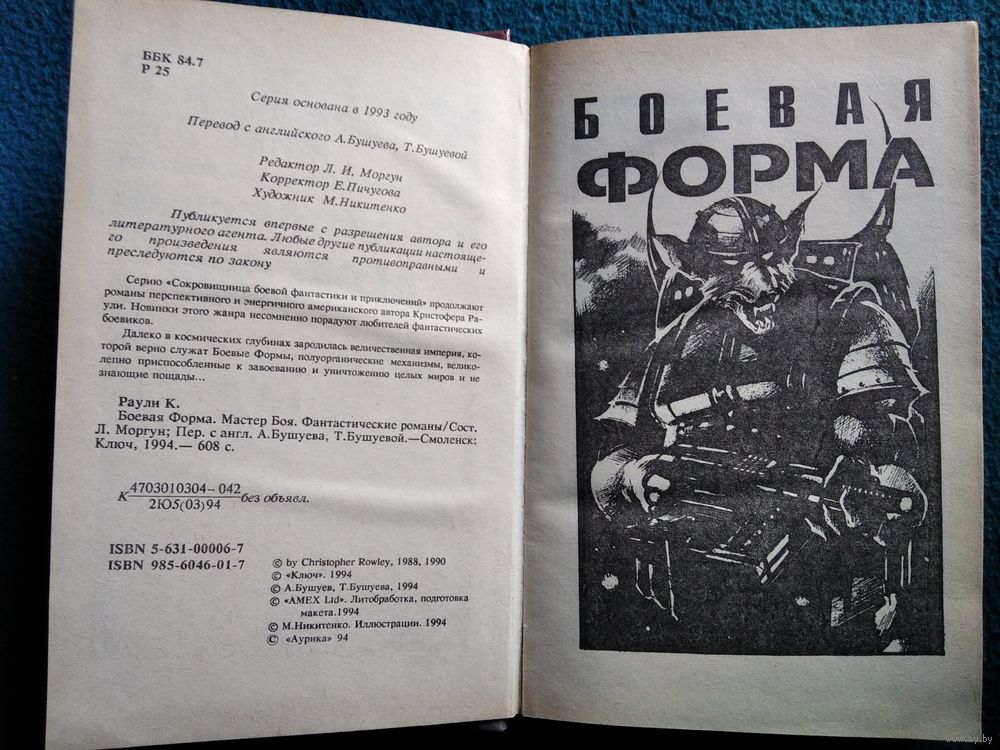 ББК 84.7
Р 25
Серия основана в 1993 году
Перевод с английского А.Бушуева, Т.Бушуевой
Редактор Л. И. Моргун
Корректор Е.Пичугова
Художник М.Никитенко
Публикуется впервые с разрешения автора и его
литературного агента. Любые другие публикации настояще-
го произведения являются противоправными и
преследуются по закону
Серию «Сокровищница боевой фантастики и приключений» продолжают
романы перспективного и энергичного американского автора Кристофера Ра-
ули. Новинки этого жанра несомненно порадуют любителей фантастических
боевиков.
Далеко в космических глубинах зародилась величественная империя, ко-
торой верно служат Боевые Формы, полуорганические механизмы, велико-
лепно приспособленные к завоеванию и уничтожению целых миров и не
знающие пощады...
Раули К.
Боевая Форма. Мастер Боя. Фантастические романы/Сост.
Л. Моргун; Пер. с англ. А.Бушуева, Т.Бушуевой.—Смоленск:
Ключ, 1994.— 608 с.
К 4703010304— 042 без объявл.
2Ю5(03)94
ISBN 5-631-00006-7
ISBN 985-6046-01-7
© by Christopher Rowley, 1988, 1990
© «Ключ». 1994
© А.Бушуев, Т.Бушуева, 1994
© «AMEX Ltd». Литобработка, подготовка
макета.1994
© М.Никитенко. Иллюстрации. 1994
© «Аурика» 94
БОЕВАЯ
ФОРМА
www.ay.by